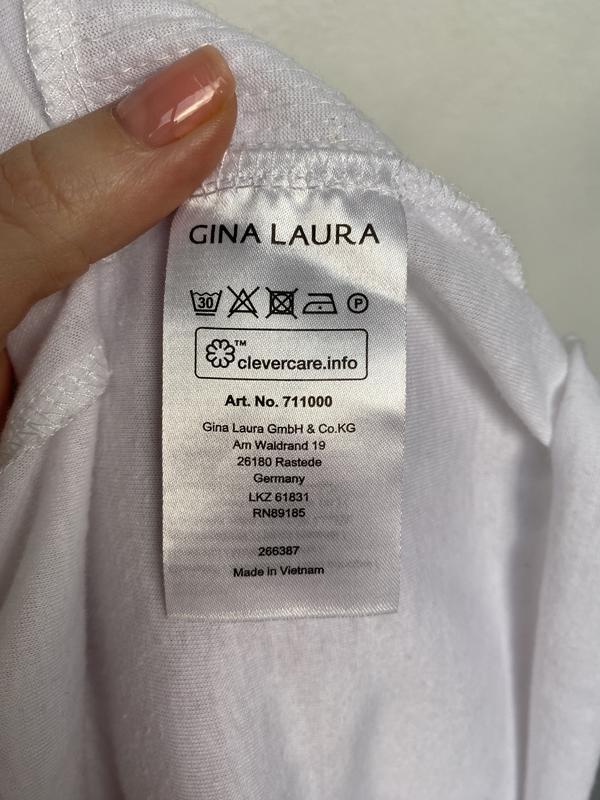 GINA LAURA
30 P
™
clevercare.info
Art. No. 711000
Gina Laura GmbH & Co.KG
Am Waldrand 19
26180 Rastede
Germany
LKZ 61831
RN89185
266387
Made in Vietnam